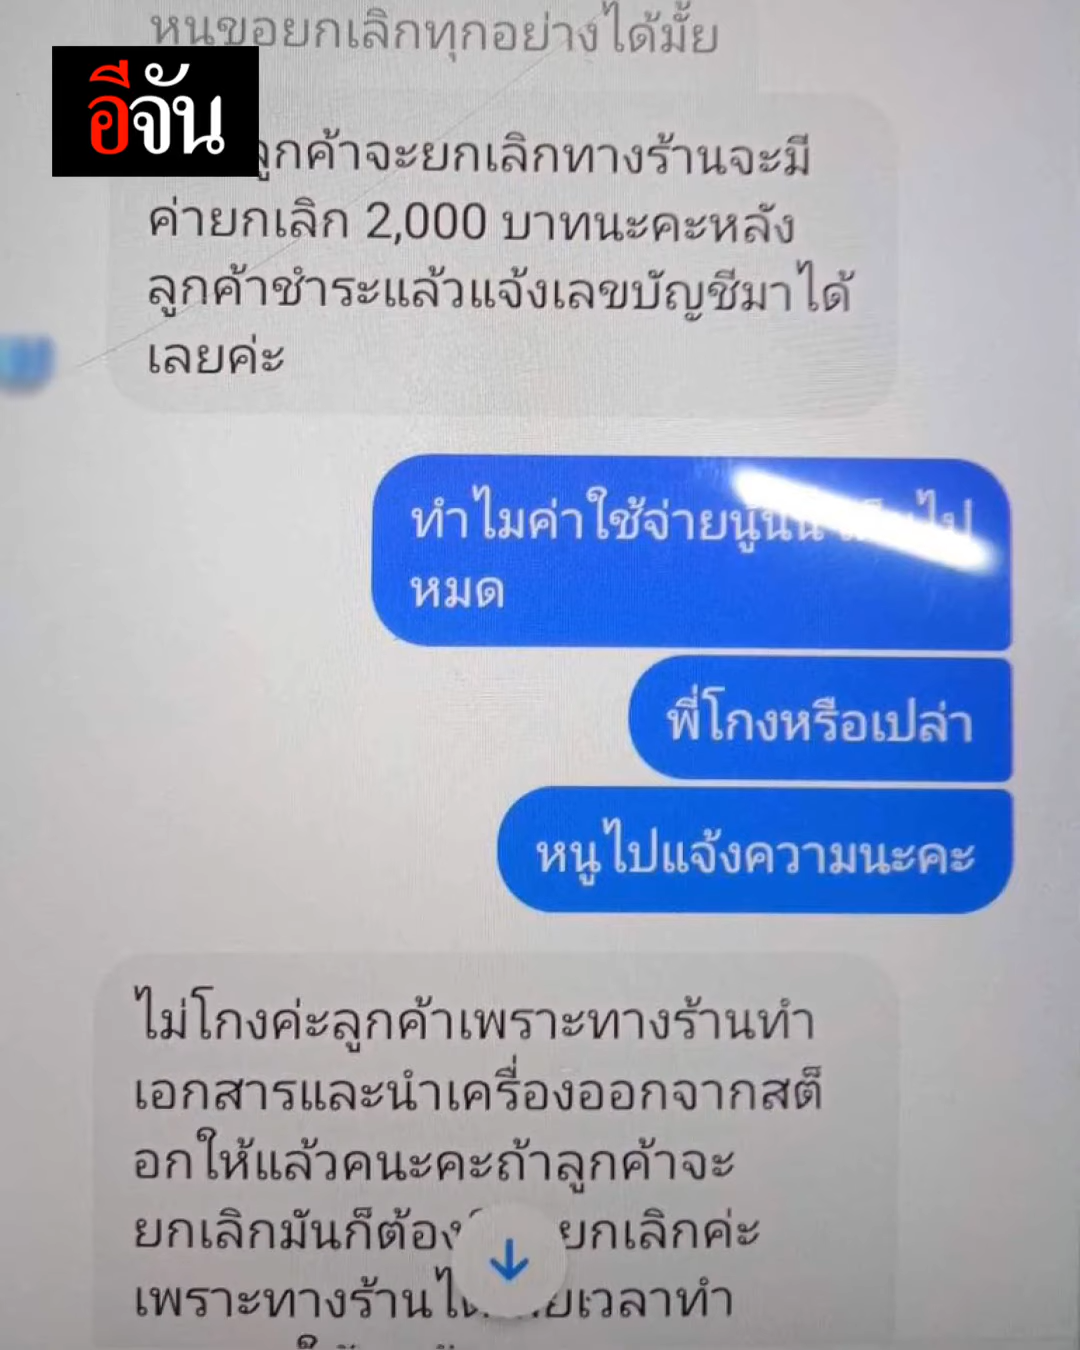 หนูขอยกเลิกทุกอย่างได้มั้ย
อีจัน
ลูกค้าจะยกเลิกทางร้านจะมี
ค่ายกเลิก 2,000 บาทนะคะหลัง
ลูกค้าชำระแล้วแจ้งเลขบัญชีมาได้
เลยค่ะ
ทำไมค่าใช้จ่ายนู่นนี่
หมด
พี่โกงหรือเปล่า
หนูไปแจ้งความนะคะ
ไม่โกงค่ะลูกค้าเพราะทางร้านทำ
เอกสารและนำเครื่องออกจากสต็
อกให้แล้วคนะคะถ้าลูกค้าจะ
ยกเลิกมันก็ต้อง ยกเลิกค่ะ
เพราะทางร้าน เวลาทำ